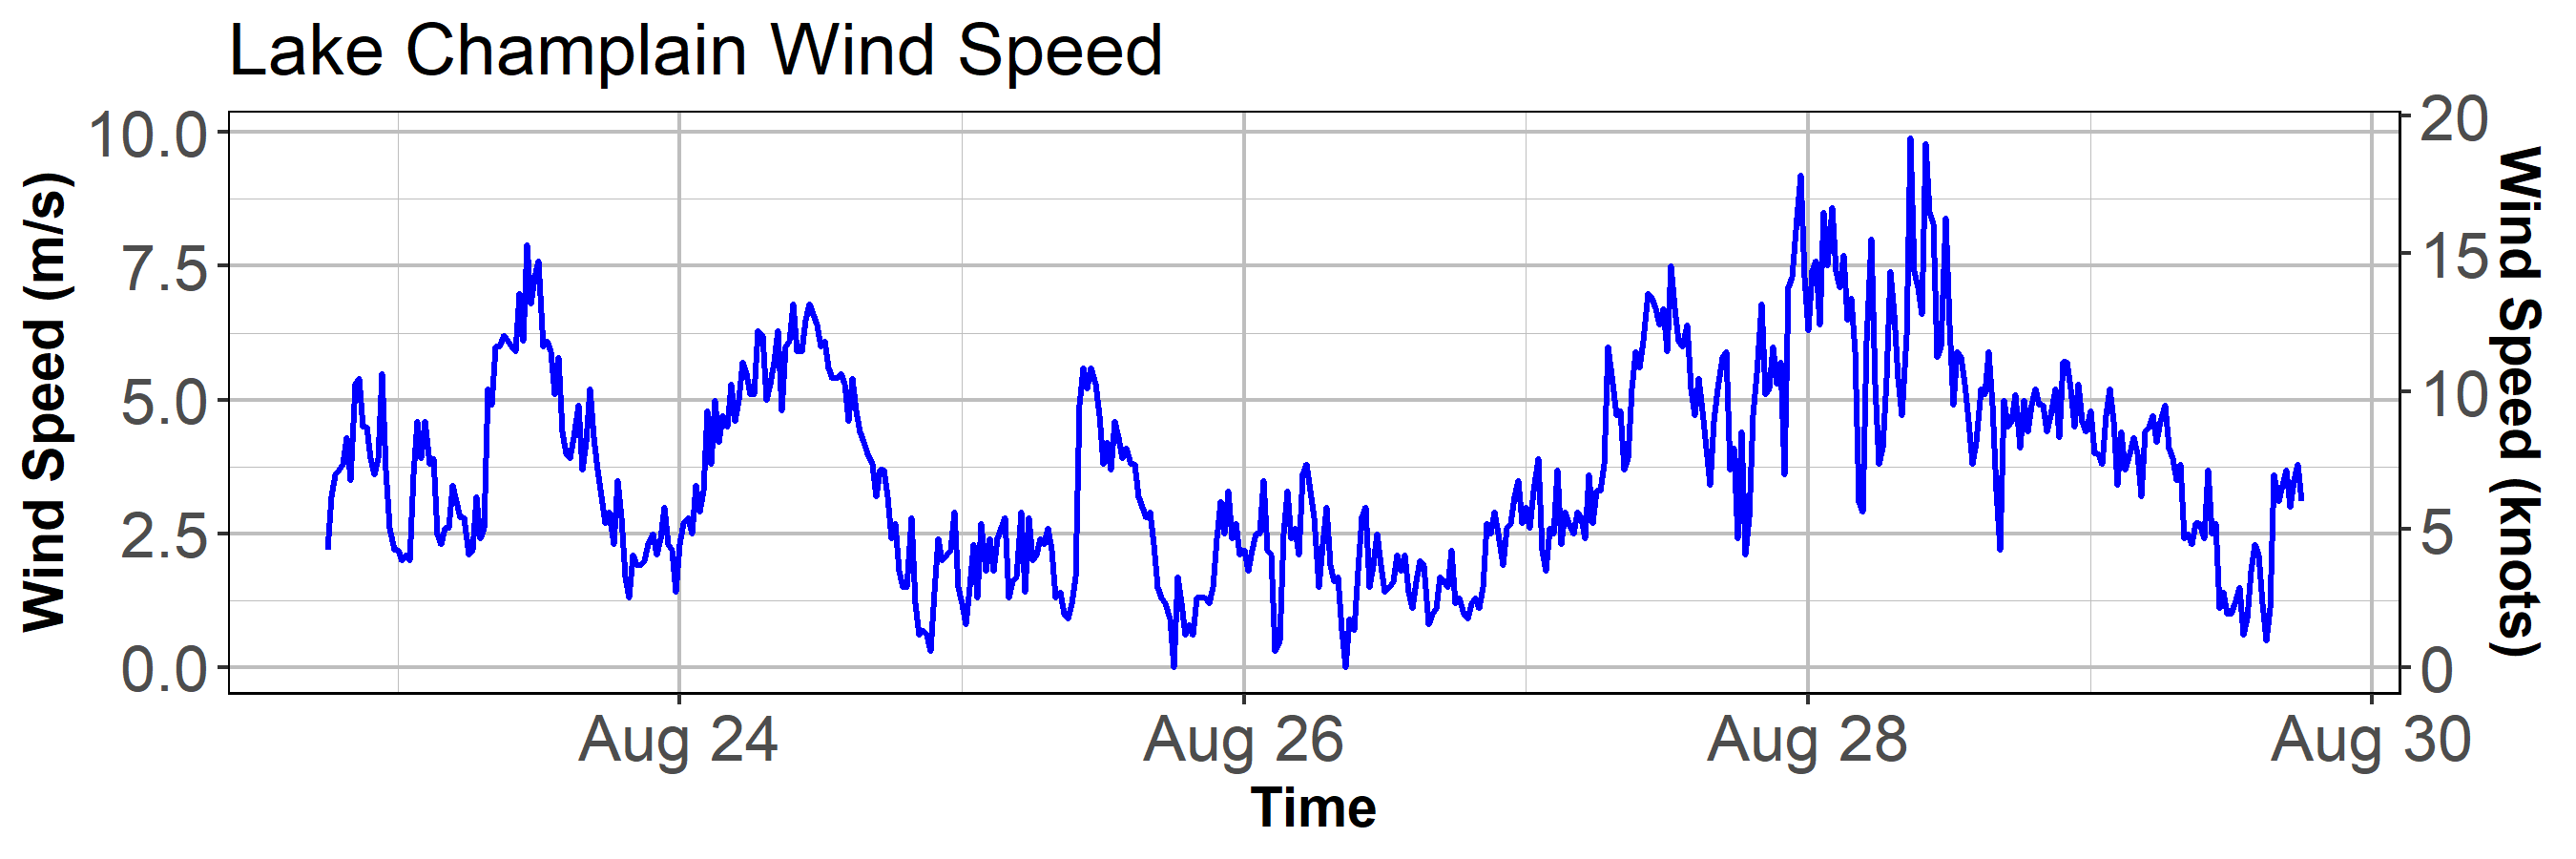 Lake Champlain Wind Speed
Wind Speed (m/s)
10.0
7.5
5.0
2.5
0.0
20
15
10
5
0
Wind Speed (knots)
Aug 24
Aug 26
Aug 28
Aug 30
Time